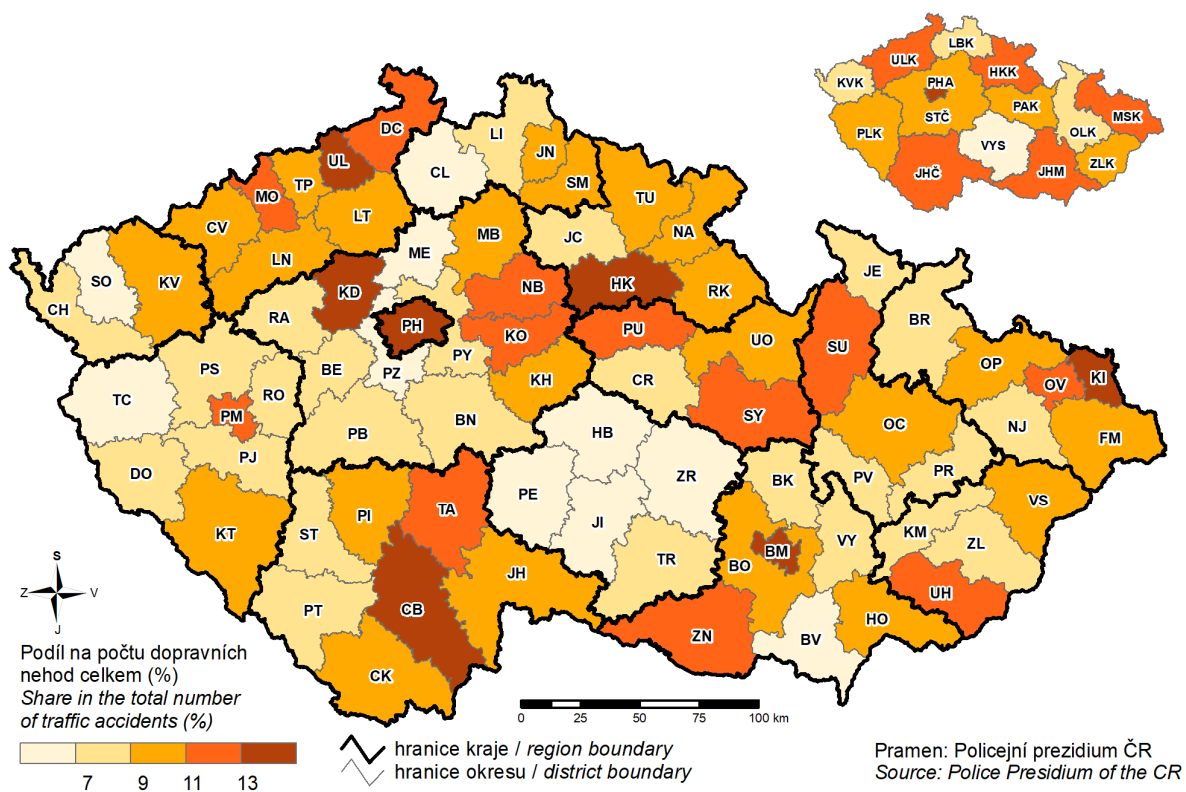 LBK
ULK
HKK
KVK
PHA
PAK
STČ
MSK
PLK
OLK
VYS
ZLK
JHČ
JHM
DC
LI
UL
JN
CL
TP
SM
MO
TU
LT
CV
NA
MB
JC
ME
LN
JE
SO
KV
NB
HK
KD
RK
CH
RA
BR
PH
PU
KO
UO
SU
PY
OP
PS
BE
PZ
KI
OV
CR
KH
RO
TC
PM
SY
BN
OC
NJ
HB
PB
FM
PJ
PR
DO
ZR
PV
BK
PE
VS
TA
PI
JI
KM
ST
KT
VY
ZL
BM
TR
BO
JH
UH
CB
PT
HO
ZN
BV
CK
S
Z V
J
Podíl na počtu dopravních
nehod celkem (%)
Share in the total number
of traffic accidents (%)
7 9 11 13
0 25 50 75 100 km
hranice kraje / region boundary
hranice okresu / district boundary
Pramen: Policejní prezidium ČR
Source: Police Presidium of the CR